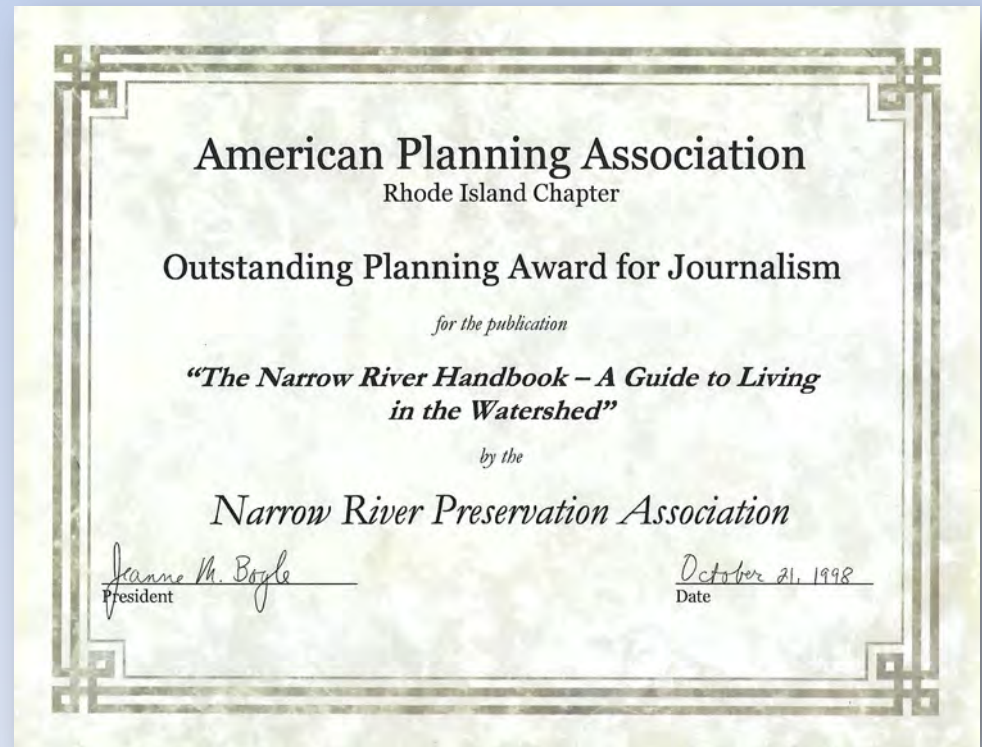 American Planning Association
Rhode Island Chapter
Outstanding Planning Award for Journalism
for the publication
“The Narrow River Handbook – A Guide to Living
in the Watershed”
by the
Narrow River Preservation Association
Jeanne M. Boyle
President
October 21, 1998
Date